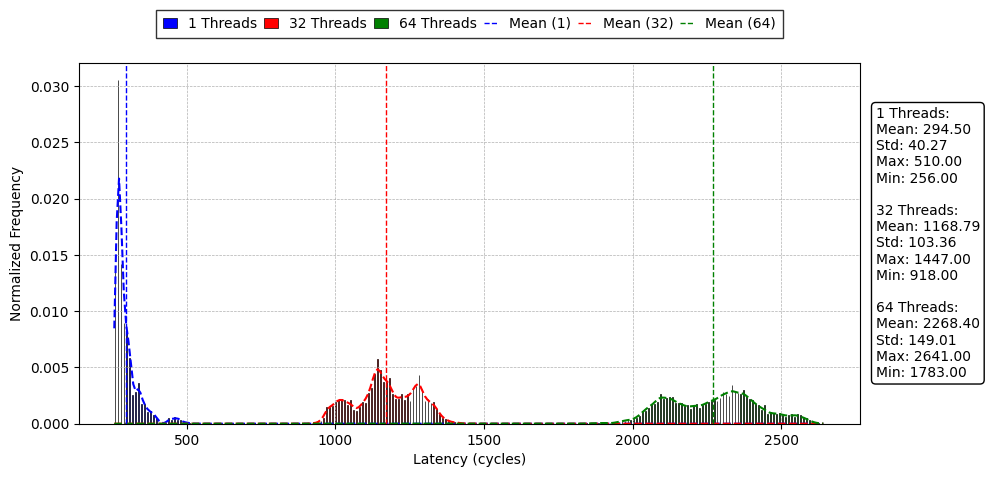 1 Threads 32 Threads 64 Threads Mean (1) Mean (32) Mean (64)
Normalized Frequency
0.030
0.025
0.020
0.015
0.010
0.005
0.000
500 1000 1500 2000 2500
Latency (cycles)
1 Threads:
Mean: 294.50
Std: 40.27
Max: 510.00
Min: 256.00
32 Threads:
Mean: 1168.79
Std: 103.36
Max: 1447.00
Min: 918.00
64 Threads:
Mean: 2268.40
Std: 149.01
Max: 2641.00
Min: 1783.00